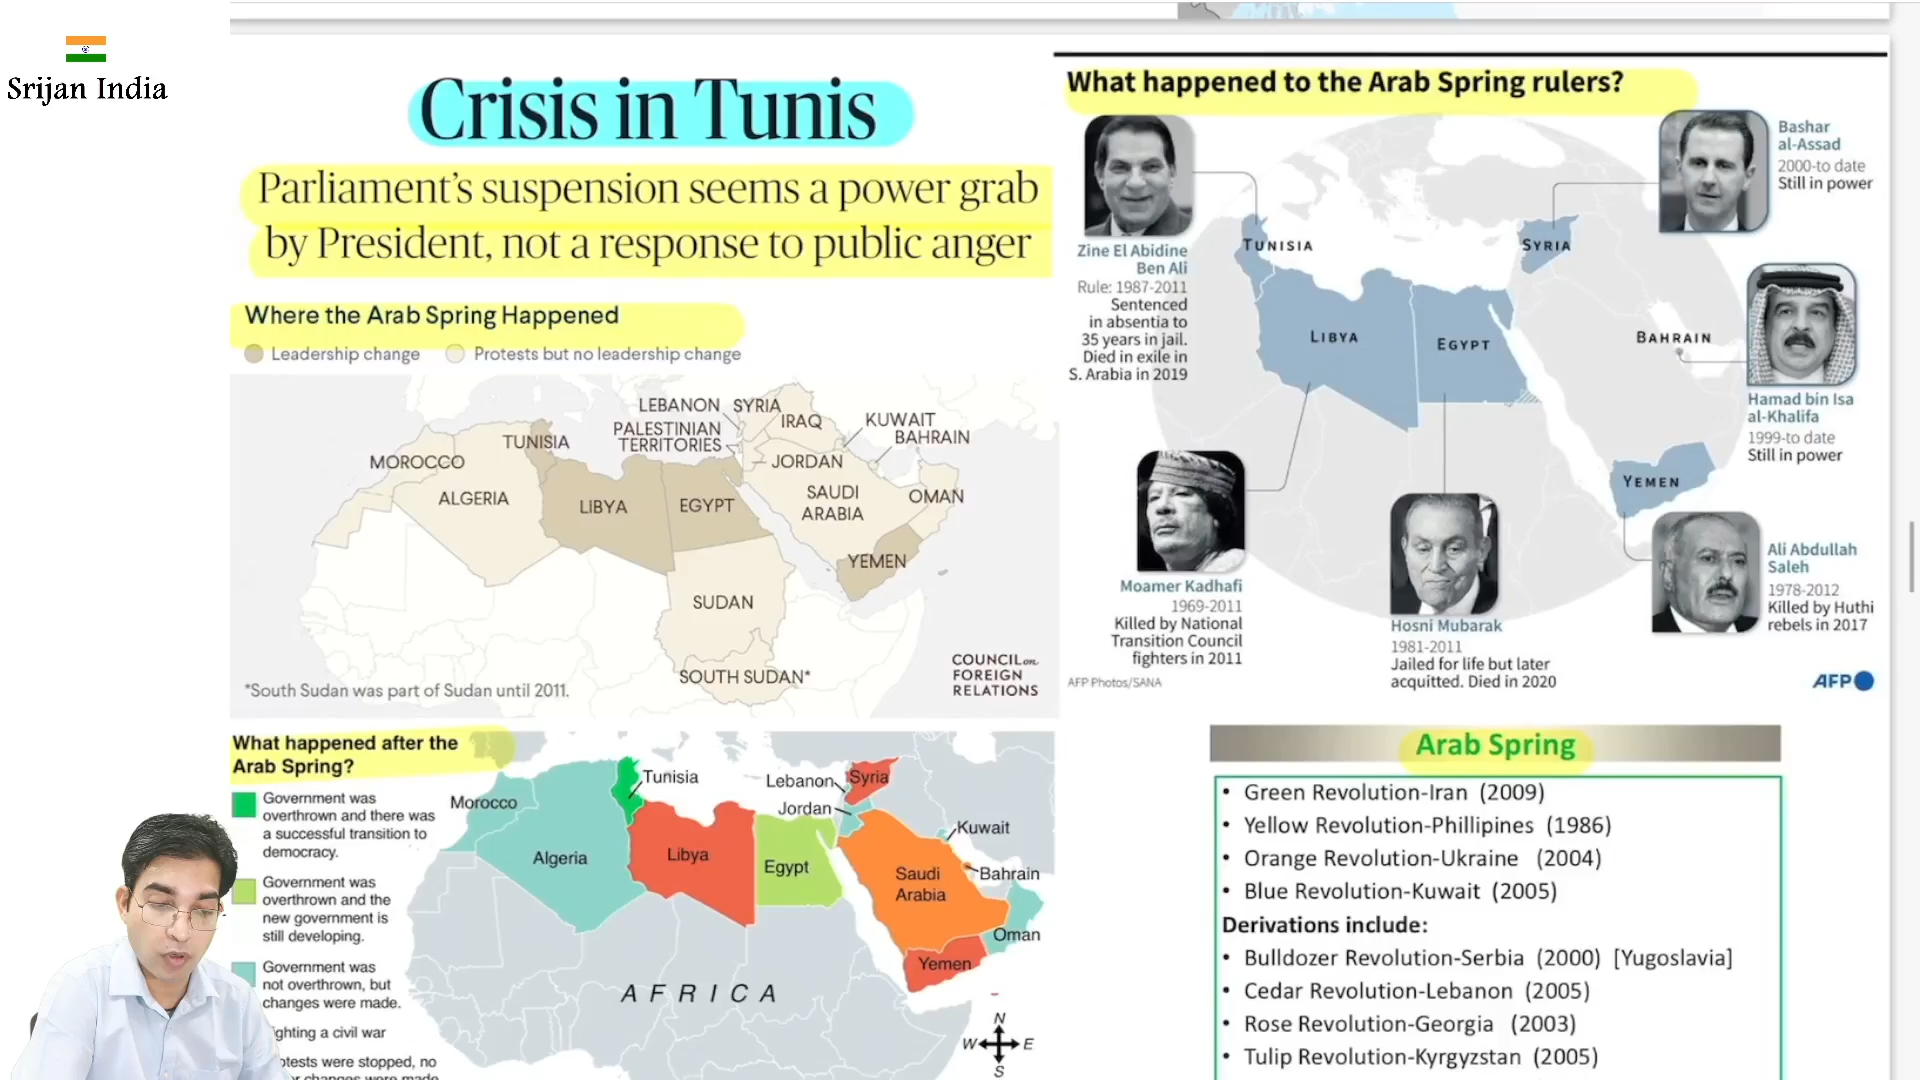 Srijan India
Crisis in Tunis
Parliament's suspension seems a power grab
by President, not a response to public anger
Where the Arab Spring Happened
Leadership change
Protests but no leadership change
LEBANON
SYRIA
IRAQ
KUWAIT
BAHRAIN
PALESTINIAN
TERRITORIES
TUNISIA
JORDAN
MOROCCO
ALGERIA
LIBYA
EGYPT
SAUDI
ARABIA
OMAN
YEMEN
SUDAN
SOUTH SUDAN*
COUNCIL on
FOREIGN
RELATIONS
*South Sudan was part of Sudan until 2011.
What happened to the Arab Spring rulers?
Bashar
al-Assad
2000-to date
Still in power
TUNISIA
SYRIA
Zine El Abidine
Ben Ali
Rule: 1987-2011
Sentenced
in absentia to
35 years in jail.
Died in exile in
S. Arabia in 2019
LIBYA
EGYPT
BAHRAIN
Hamad bin Isa
al-Khalifa
1999-to date
Still in power
YEMEN
Ali Abdullah
Saleh
1978-2012
Killed by Huthi
rebels in 2017
Moamer Kadhafi
1969-2011
Killed by National
Transition Council
fighters in 2011
Hosni Mubarak
1981-2011
Jailed for life but later
acquitted. Died in 2020
AFP Photos/SANA
AFP
What happened after the
Arab Spring?
Government was
overthrown and there was
a successful transition to
democracy.
Government was
overthrown and the
new government is
still developing.
Government was
not overthrown, but
changes were made.
ghting a civil war
otests were stopped, no
r changes were made
Tunisia
Lebanon
Syria
Morocco
Jordan
Kuwait
Algeria
Libya
Egypt
Saudi
Arabia
Bahrain
Oman
Yemen
AFRICA
N
W
E
S
Arab Spring
• Green Revolution-Iran (2009)
• Yellow Revolution-Phillipines (1986)
• Orange Revolution-Ukraine (2004)
• Blue Revolution-Kuwait (2005)
Derivations include:
• Bulldozer Revolution-Serbia (2000) [Yugoslavia]
• Cedar Revolution-Lebanon (2005)
• Rose Revolution-Georgia (2003)
• Tulip Revolution-Kyrgyzstan (2005)